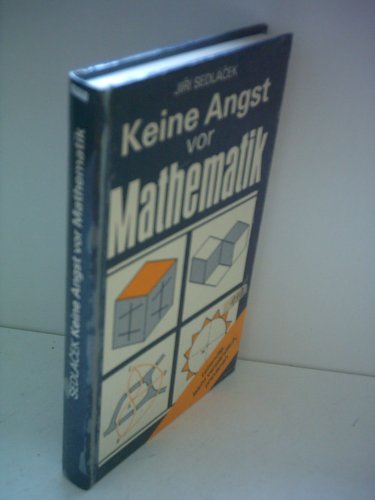 JIŘÍ SEDLÁČEK
Keine Angst
vor
Mathematik
SEDLÁČEK Keine Angst vor Mathematik